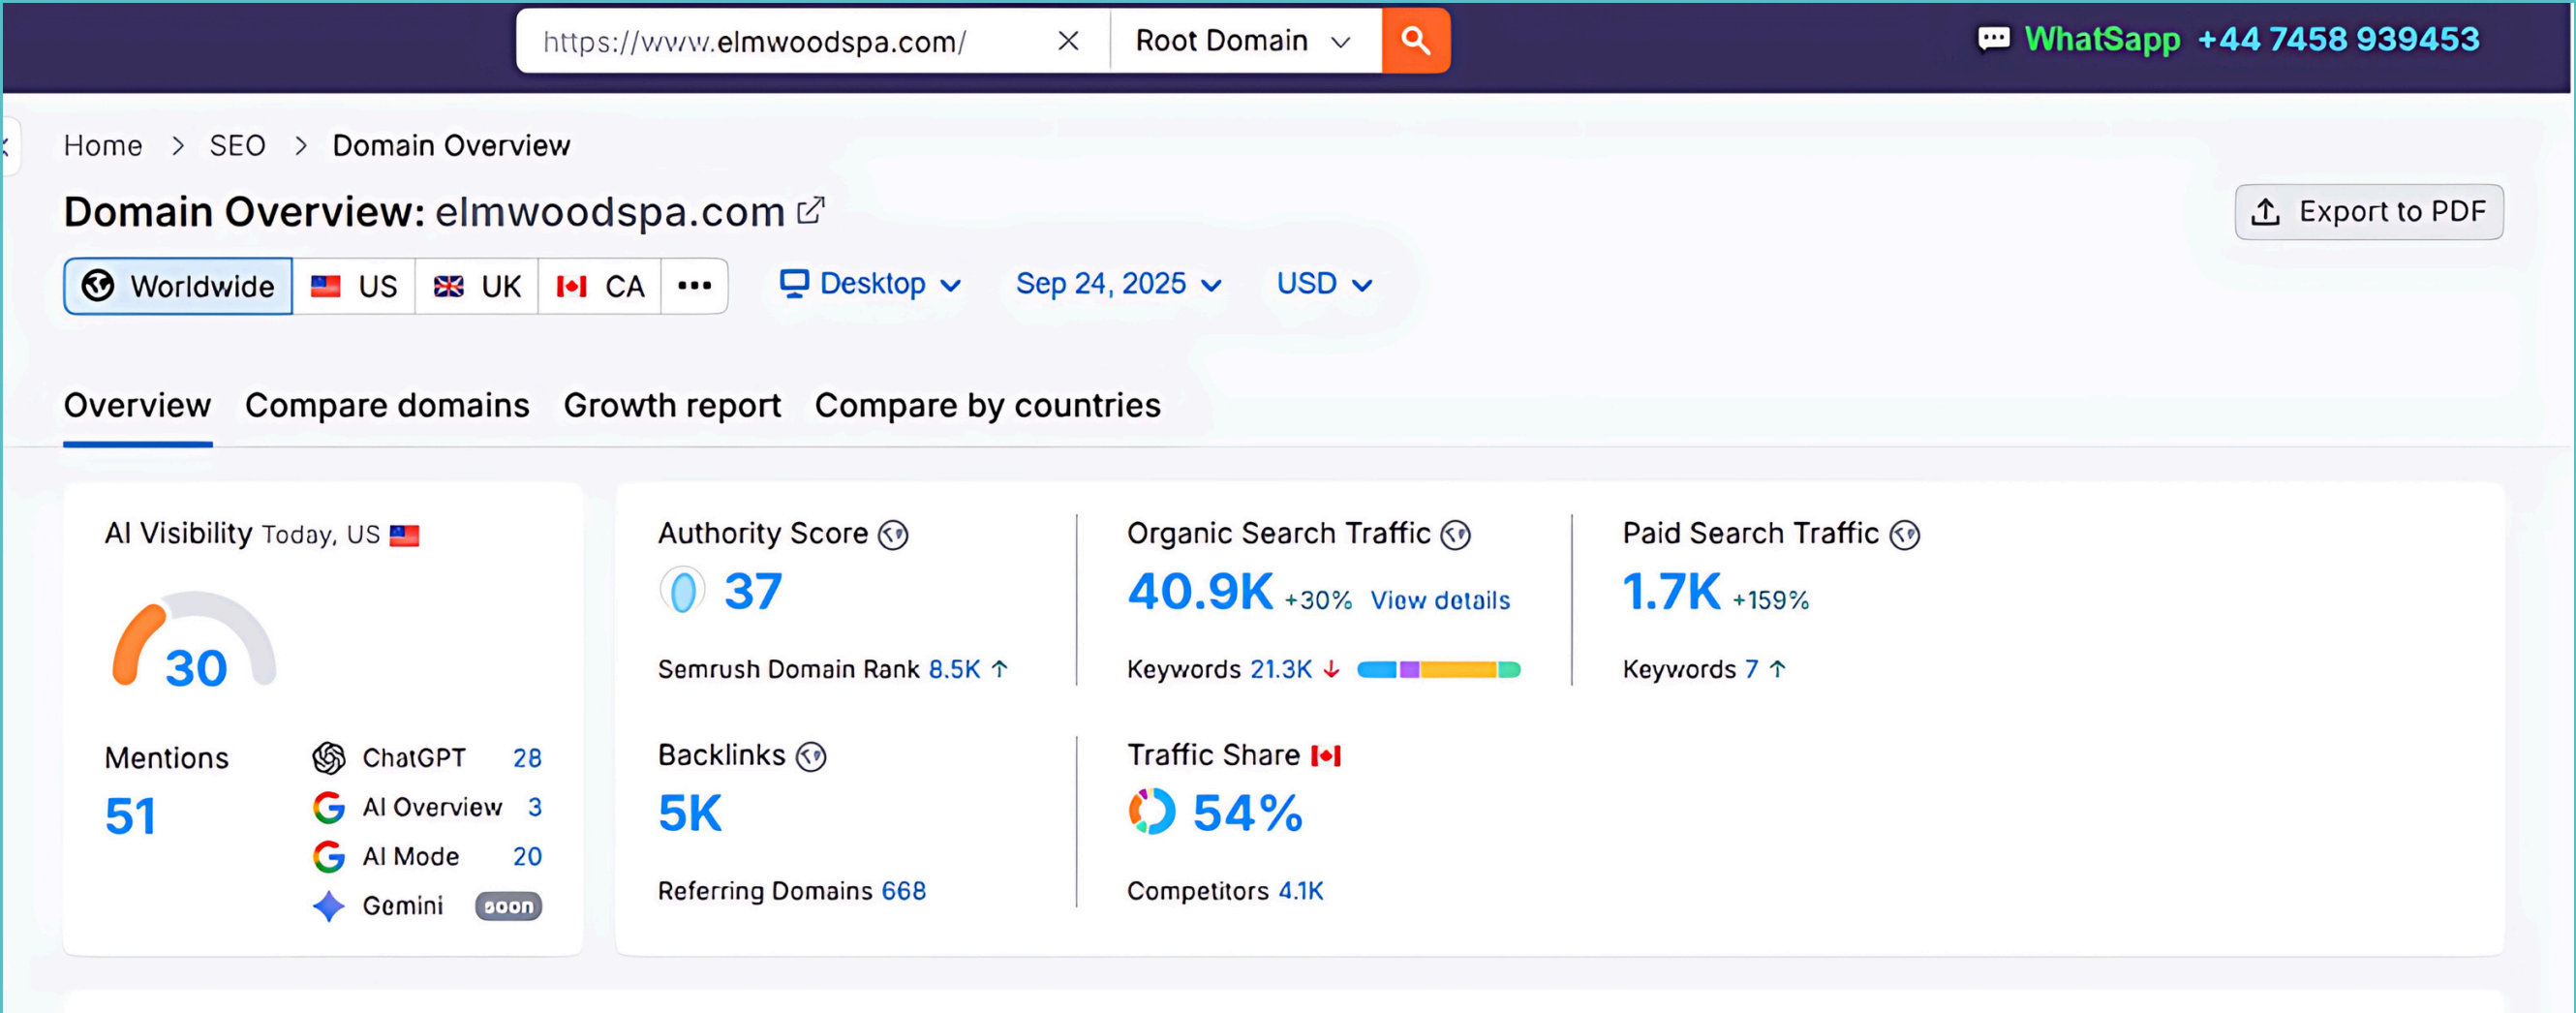 https://www.elmwoodspa.com/
Root Domain
WhatSapp +44 7458 939453
Home > SEO > Domain Overview
Domain Overview: elmwoodspa.com
Export to PDF
Worldwide US UK CA •••
Desktop Sep 24, 2025 USD
Overview Compare domains Growth report Compare by countries
AI Visibility Today, US
30
Mentions
51
ChatGPT 28
AI Overview 3
AI Mode 20
Gemini soon
Authority Score
37
Semrush Domain Rank 8.5K ↑
Organic Search Traffic
40.9K +30% View details
Keywords 21.3K ↓
Paid Search Traffic
1.7K +159%
Keywords 7 ↑
Backlinks
5K
Referring Domains 668
Traffic Share
54%
Competitors 4.1K